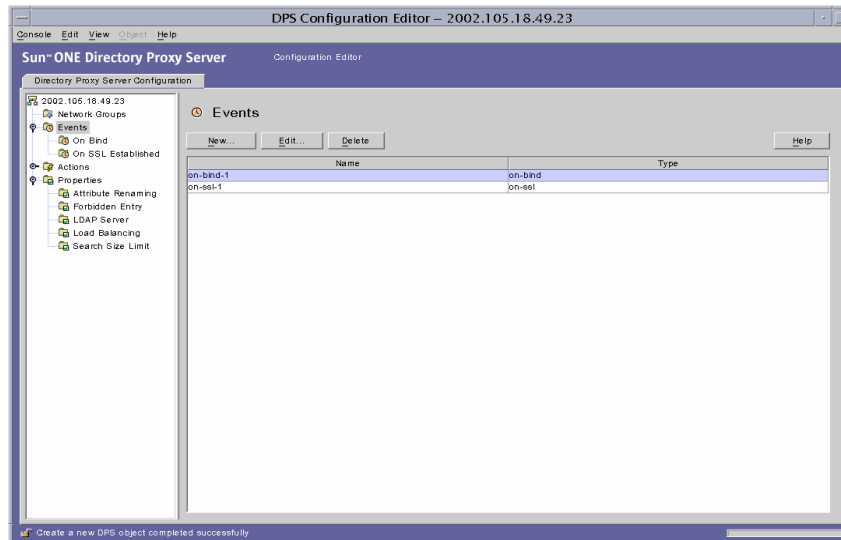 DPS Configuration Editor – 2002.105.18.49.23
Console Edit View Object Help
Sun™ ONE Directory Proxy Server Configuration Editor
Directory Proxy Server Configuration
2002.105.18.49.23
Network Groups
Events
On Bind
On SSL Established
Actions
Properties
Attribute Renaming
Forbidden Entry
LDAP Server
Load Balancing
Search Size Limit
Events
New... Edit... Delete Help
Name Type
on-bind-1 on-bind
on-ssl-1 on-ssl
Create a new DPS object completed successfully